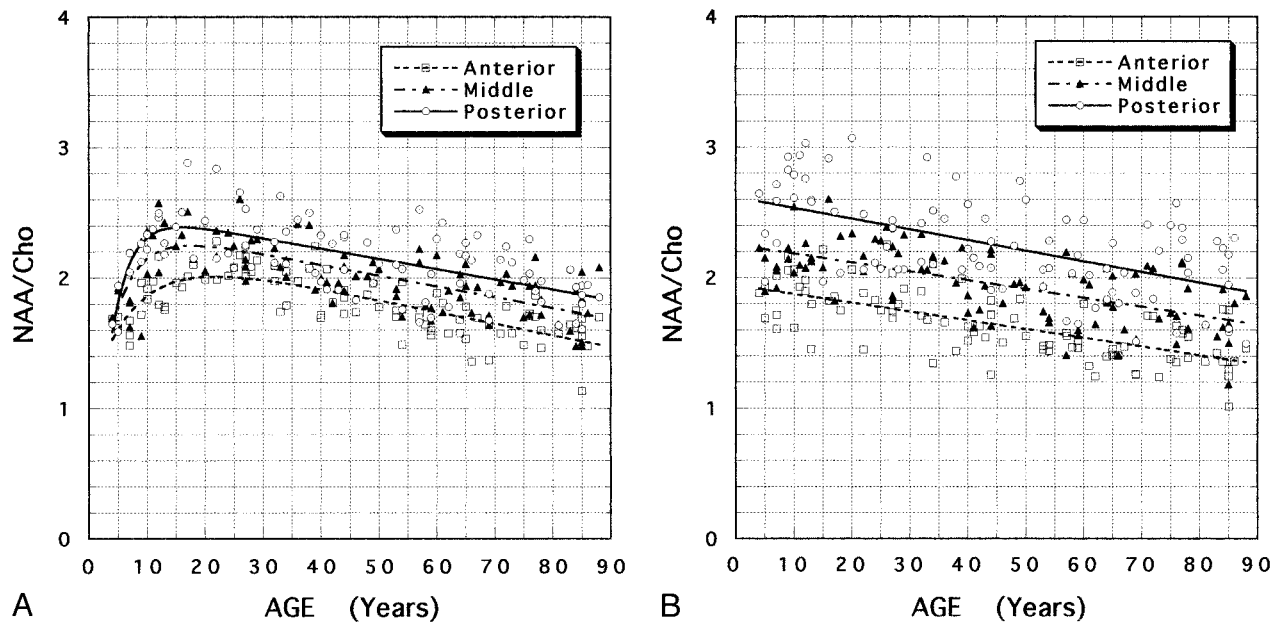 4
3
2
1
0
NAA/Cho
Anterior
Middle
Posterior
0 10 20 30 40 50 60 70 80 90
AGE (Years)
A
4
3
2
1
0
NAA/Cho
Anterior
Middle
Posterior
0 10 20 30 40 50 60 70 80 90
AGE (Years)
B